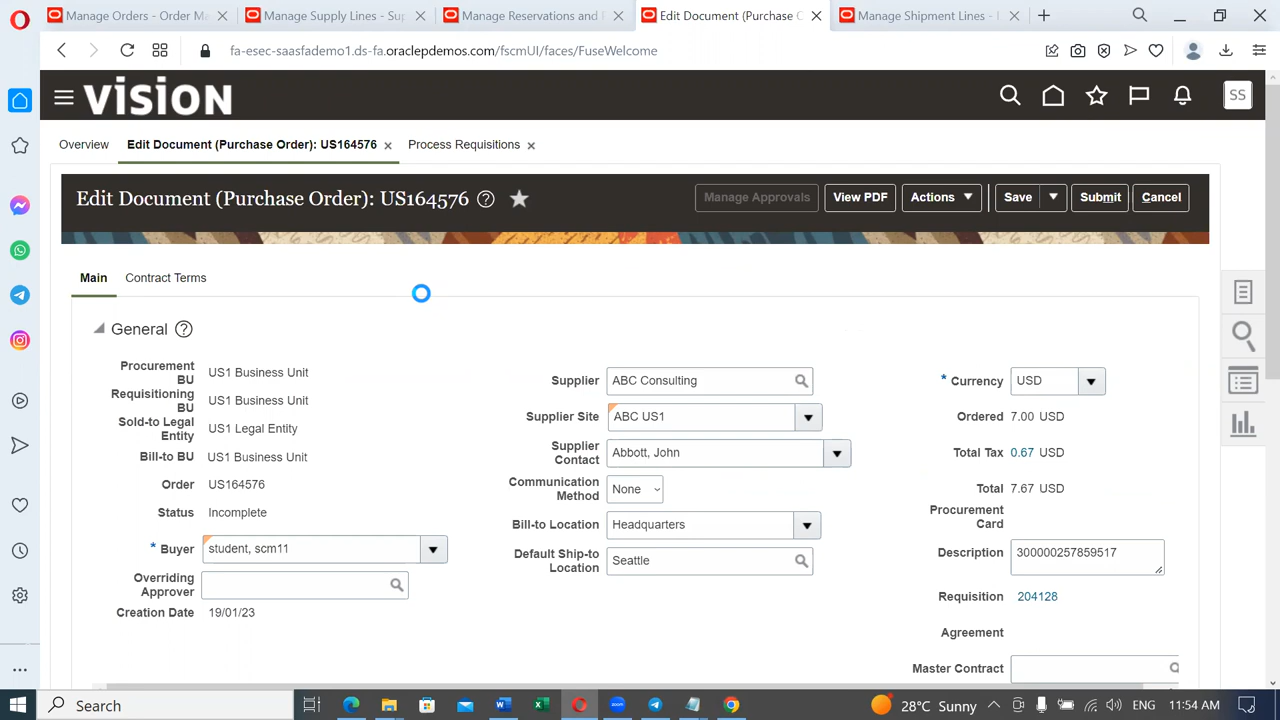 Manage Orders - Order M
Manage Supply Lines - Sup
Manage Reservations and P
Edit Document (Purchase O
Manage Shipment Lines - 
fa-esec-saasfademo1.ds-fa.oraclepdemos.com/fscmUI/faces/FuseWelcome
VISION
SS
Overview
Edit Document (Purchase Order): US164576
Process Requisitions
Edit Document (Purchase Order): US164576
Manage Approvals
View PDF
Actions
Save
Submit
Cancel
Main
Contract Terms
General
Procurement BU US1 Business Unit
Requisitioning BU US1 Business Unit
Sold-to Legal Entity US1 Legal Entity
Bill-to BU US1 Business Unit
Order US164576
Status Incomplete
* Buyer student, scm11
Overriding Approver
Creation Date 19/01/23
Supplier ABC Consulting
Supplier Site ABC US1
Supplier Contact Abbott, John
Communication Method None
Bill-to Location Headquarters
Default Ship-to Location Seattle
* Currency USD
Ordered 7.00 USD
Total Tax 0.67 USD
Total 7.67 USD
Procurement Card
Description 300000257859517
Requisition 204128
Agreement
Master Contract
Search
28°C Sunny
ENG
11:54 AM